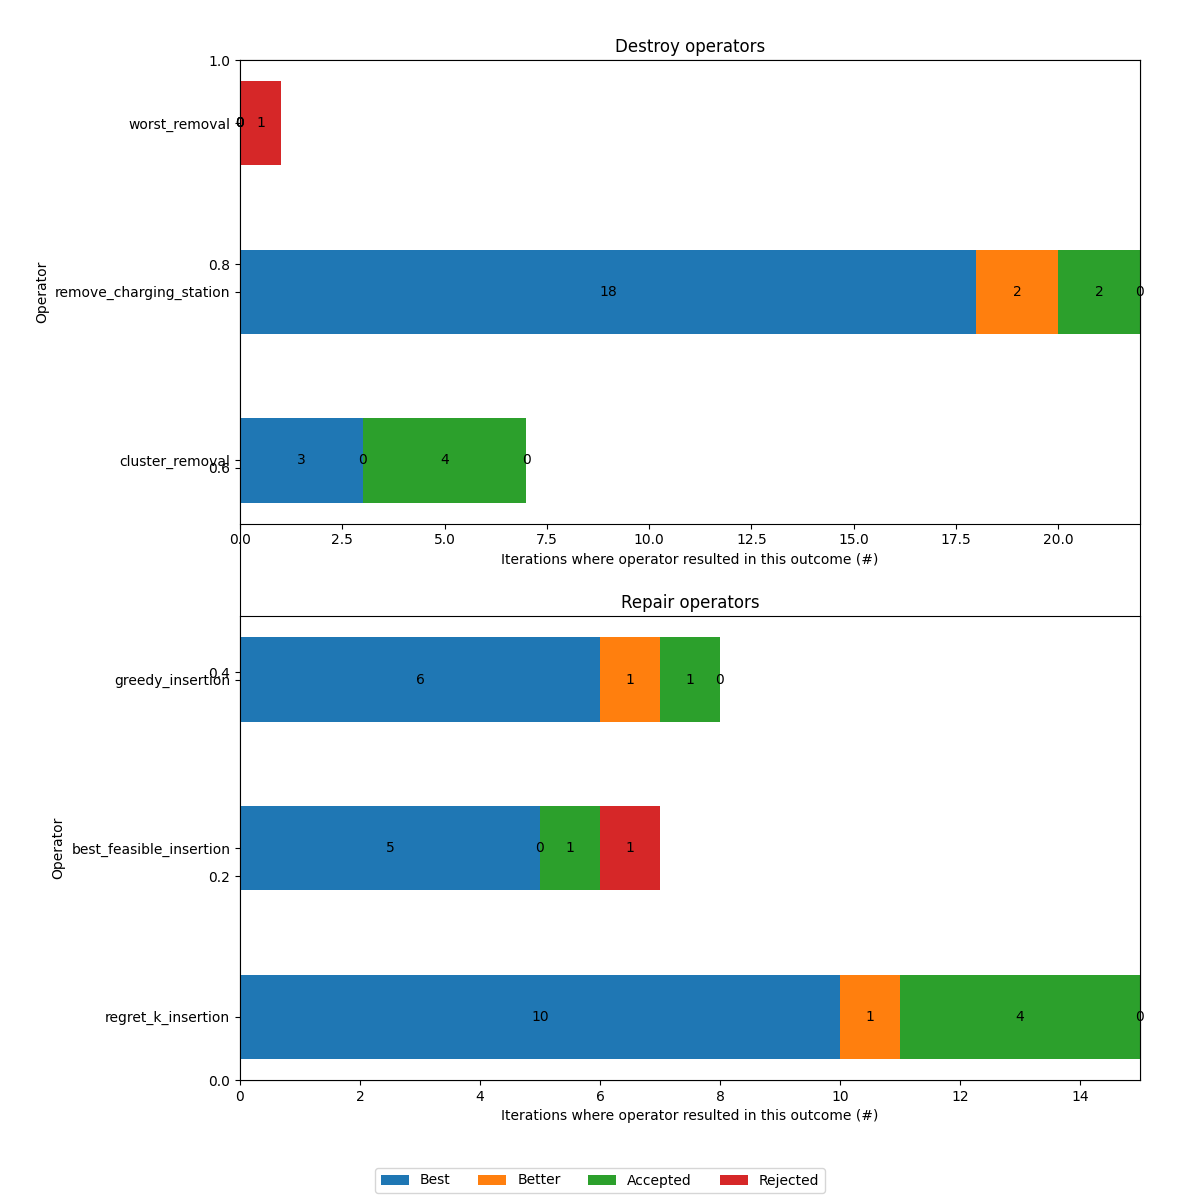 Destroy operators
1.0
worst_removal
0 1
0.8
remove_charging_station
18 2 2 0
Operator
cluster_removal
3 0 4 0
0.6
0.0 2.5 5.0 7.5 10.0 12.5 15.0 17.5 20.0
Iterations where operator resulted in this outcome (#)
Repair operators
0.4
greedy_insertion
6 1 1 0
best_feasible_insertion
5 0 1 1
Operator
0.2
regret_k_insertion
10 1 4 0
0.0
0 2 4 6 8 10 12 14
Iterations where operator resulted in this outcome (#)
Best Better Accepted Rejected